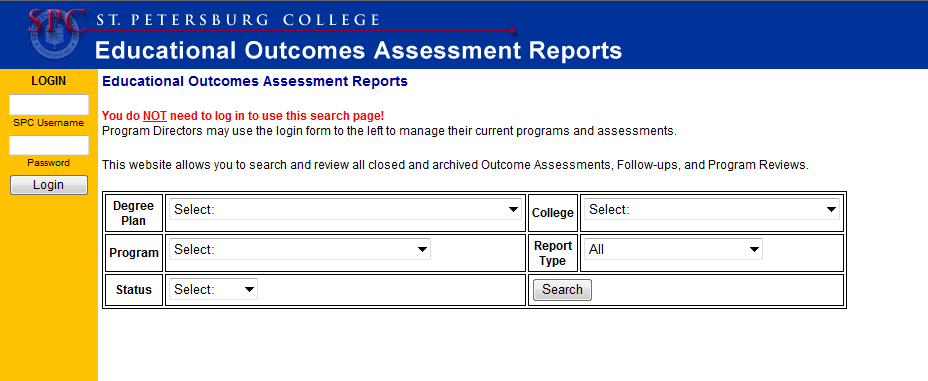 SPC ST. PETERSBURG COLLEGE
Educational Outcomes Assessment Reports
LOGIN
SPC Username
Password
Login
Educational Outcomes Assessment Reports
You do NOT need to log in to use this search page!
Program Directors may use the login form to the left to manage their current programs and assessments.
This website allows you to search and review all closed and archived Outcome Assessments, Follow-ups, and Program Reviews.
Degree
Plan
Select:
College
Select:
Program
Select:
Report
Type
All
Status
Select:
Search